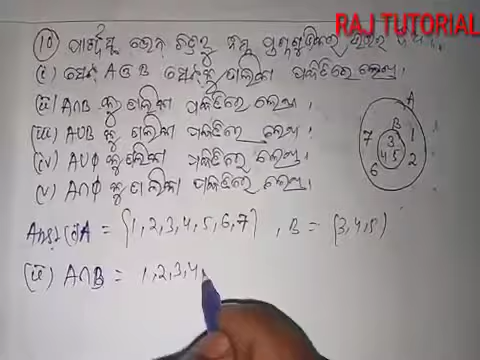 RAJ TUTORIAL
(10) ପାର୍ଶ୍ୱସ୍ଥ ଭେନ୍ ଚିତ୍ରରୁ ପ୍ରଶ୍ନଗୁଡ଼ିକର ଉତ୍ତର
(i) ସେଟ୍ A ଓ B ସେଟ୍‌କୁ ତାଲିକା ପଦ୍ଧତିରେ ଲେଖ ।
(ii) A∩B କୁ ତାଲିକା ପଦ୍ଧତିରେ ଲେଖ ।
(iii) A∪B କୁ ତାଲିକା ପଦ୍ଧତିରେ ଲେଖ ।
(iv) A∪ϕ କୁ ତାଲିକା ପଦ୍ଧତିରେ ଲେଖ ।
(v) A∩ϕ କୁ ତାଲିକା ପଦ୍ଧତିରେ ଲେଖ ।
A
B
7 3 1
4 5
6 2
A = {1,2,3,4,5,6,7} , B = {3,4,5}
(ii) A∩B = 1,2,3,4,